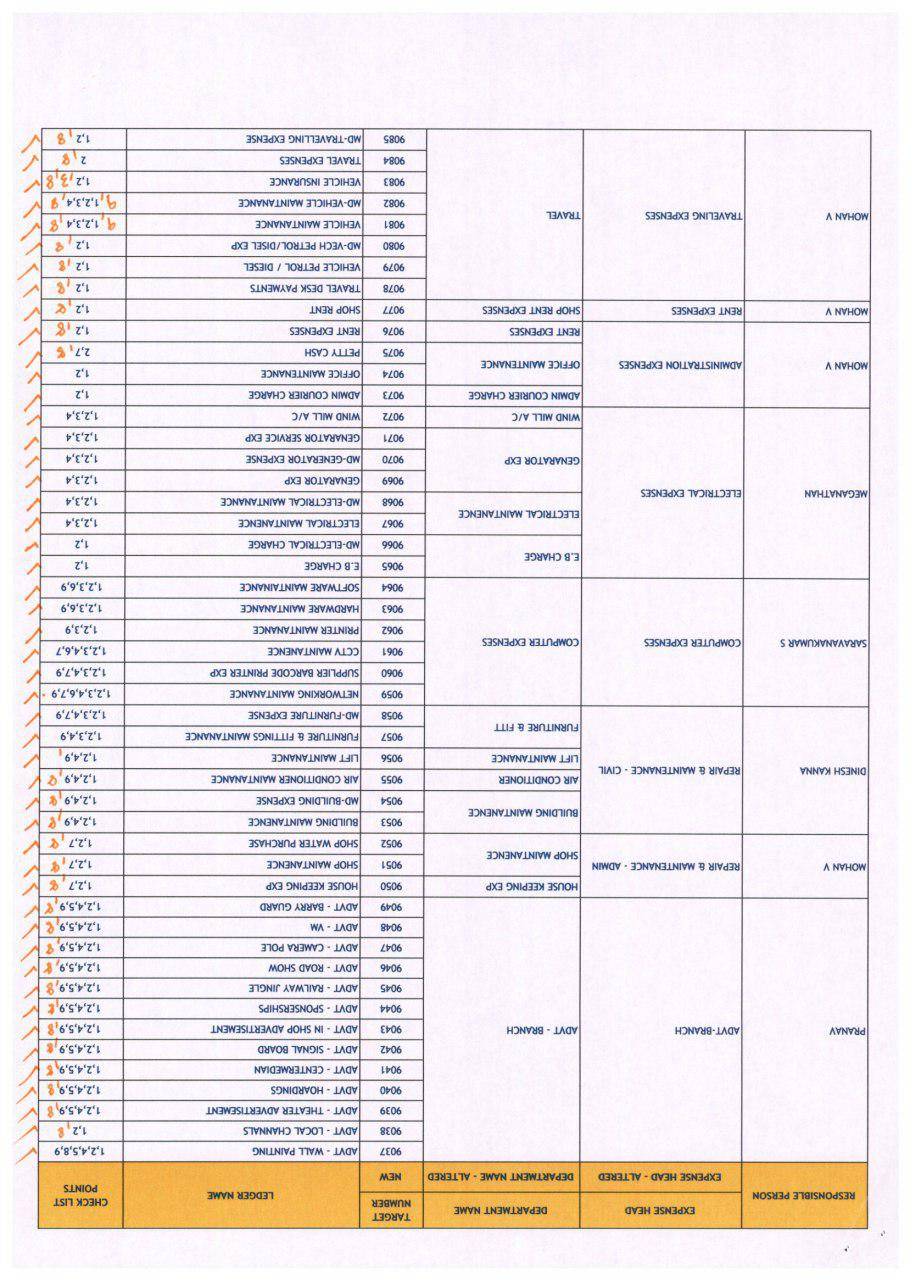 RESPONSIBLE PERSON EXPENSE HEAD DEPARTMENT NAME TARGET NUMBER LEDGER NAME CHECK LIST POINTS
EXPENSE HEAD - ALTERED DEPARTMENT NAME - ALTERED NEW
PRANAV ADVT-BRANCH ADVT - BRANCH 9037 ADVT - WALL PAINTING 1,2,4,5,8,9 ✓
9038 ADVT - LOCAL CHANNALS 1,2 ,8 ✓
9039 ADVT - THEATER ADVERTISEMENT 1,2,4,5,9 ,8 ✓
9040 ADVT - HOARDINGS 1,2,4,5,9 ,8 ✓
9041 ADVT - CENTERMEDIAN 1,2,4,5,9 ,8 ✓
9042 ADVT - SIGNAL BOARD 1,2,4,5,9 ,8 ✓
9043 ADVT - IN SHOP ADVERTISEMENT 1,2,4,5,9 ,8 ✓
9044 ADVT - SPONSERSHIPS 1,2,4,5,9 ,8 ✓
9045 ADVT - RAILWAY JINGLE 1,2,4,5,9 ,8 ✓
9046 ADVT - ROAD SHOW 1,2,4,5,9 ,8 ✓
9047 ADVT - CAMERA POLE 1,2,4,5,9 ,8 ✓
9048 ADVT - VM 1,2,4,5,9 ,8 ✓
9049 ADVT - BARRY GUARD 1,2,4,5,9 ,8 ✓
MOHAN V REPAIR & MAINTENANCE - ADMIN HOUSE KEEPING EXP 9050 HOUSE KEEPING EXP 1,2,7 ,8 ✓
SHOP MAINTANENCE 9051 SHOP MAINTANENCE 1,2,7 ,8 ✓
9052 SHOP WATER PURCHASE 1,2,7 ,8 ✓
DINESH KANNA REPAIR & MAINTENANCE - CIVIL BUILDING MAINTANENCE 9053 BUILDING MAINTANENCE 1,2,4,9 ,8 ✓
9054 MD-BUILDING EXPENSE 1,2,4,9 ,8 ✓
AIR CONDITIONER 9055 AIR CONDITIONER MAINTANANCE 1,2,4,9 ,8 ✓
LIFT MAINTANANCE 9056 LIFT MAINTANANCE 1,2,4,9 , ✓
FURNITURE & FITT 9057 FURNITURE & FITTINGS MAINTANANCE 1,2,3,4,9 ✓
9058 MD-FURNITURE EXPENSE 1,2,3,4,7,9 ✓
SARAVANAKUMAR S COMPUTER EXPENSES COMPUTER EXPENSES 9059 NETWORKING MAINTANANCE 1,2,3,4,6,7,9 ✓
9060 SUPPLIER BARCODE PRINTER EXP 1,2,3,4,7,9 ✓
9061 CCTV MAINTANENCE 1,2,3,4,6,7 ✓
9062 PRINTER MAINTANANCE 1,2,3,9 ✓
9063 HARDWARE MAINTANANCE 1,2,3,6,9 ✓
9064 SOFTWARE MAINTAINANCE 1,2,3,6,9 ✓
MEGANATHAN ELECTRICAL EXPENSES E.B CHARGE 9065 E.B CHARGE 1,2 ✓
9066 MD-ELECTRICAL CHARGE 1,2 ✓
ELECTRICAL MAINTANENCE 9067 ELECTRICAL MAINTANENCE 1,2,3,4 ✓
9068 MD-ELECTRICAL MAINTANANCE 1,2,3,4 ✓
GENARATOR EXP 9069 GENARATOR EXP 1,2,3,4 ✓
9070 MD-GENERATOR EXPENSE 1,2,3,4 ✓
9071 GENARATOR SERVICE EXP 1,2,3,4 ✓
WIND MILL A/C 9072 WIND MILL A/C 1,2,3,4 ✓
MOHAN V ADMINISTRATION EXPENSES ADMIN COURIER CHARGE 9073 ADMIN COURIER CHARGE 1,2 ✓
OFFICE MAINTENANCE 9074 OFFICE MAINTENANCE 1,2 ✓
9075 PETTY CASH 2,7 ,8 ✓
RENT EXPENSES 9076 RENT EXPENSES 1,2 ,8 ✓
MOHAN V RENT EXPENSES SHOP RENT EXPENSES 9077 SHOP RENT 1,2 ,8 ✓
MOHAN V TRAVELING EXPENSES TRAVEL 9078 TRAVEL DESK PAYMENTS 1,2 ,8 ✓
9079 VEHICLE PETROL / DIESEL 1,2 ,8 ✓
9080 MD-VECH PETROL/DISEL EXP 1,2 ,8 ✓
9081 VEHICLE MAINTANANCE 9,1,2,3,4 ,8 ✓
9082 MD-VEHICLE MAINTANANCE 9,1,2,3,4 ,8 ✓
9083 VEHICLE INSURANCE 1,2 ,3,8 ✓
9084 TRAVEL EXPENSES 2 ,8 ✓
9085 MD-TRAVELLING EXPENSE 1,2 ,8 ✓